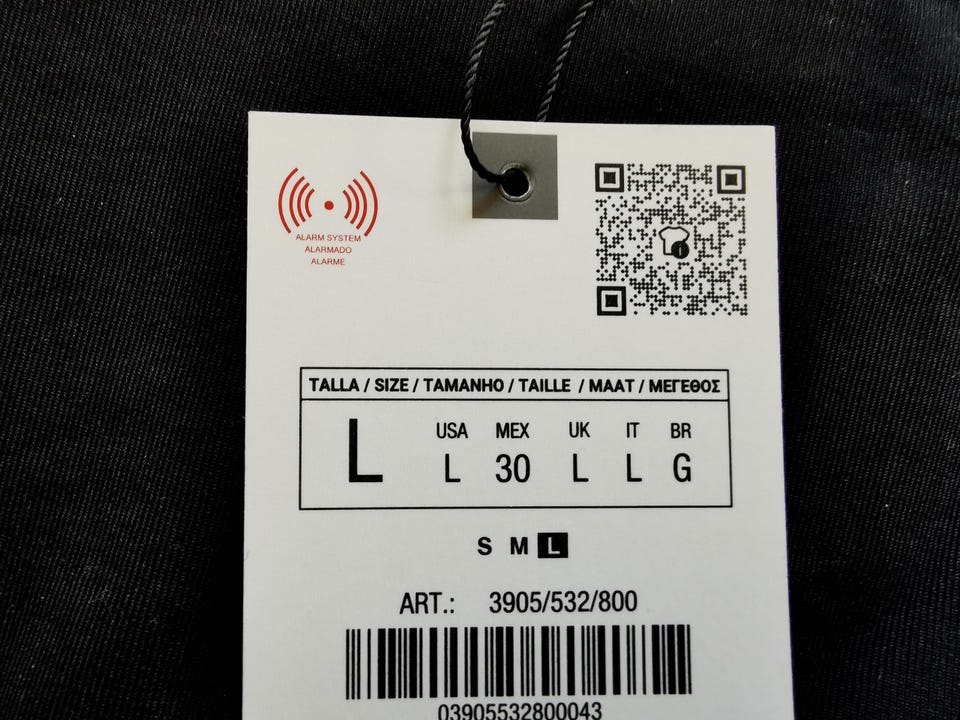 ALARM SYSTEM
ALARMADO
ALARME
TALLA / SIZE / TAMANHO / TAILLE / MAAT / ΜΕΓΕΘΟΣ
L
USA MEX UK IT BR
L 30 L L G
S M L
ART.: 3905/532/800
03905532800043